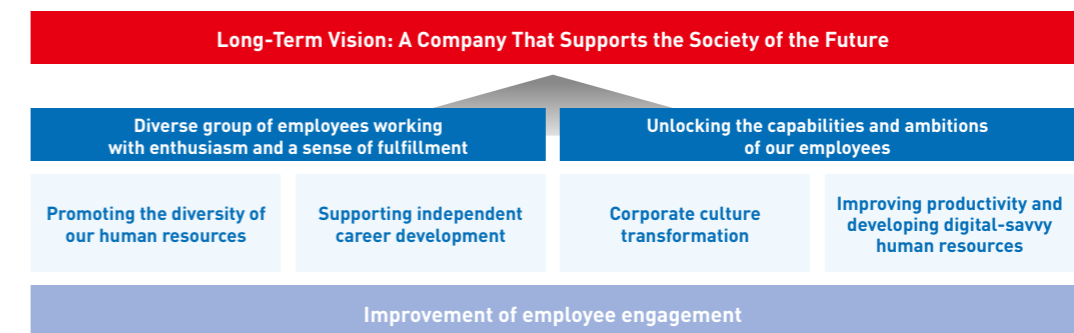 Long-Term Vision: A Company That Supports the Society of the Future
Diverse group of employees working
with enthusiasm and a sense of fulfillment
Unlocking the capabilities and ambitions
of our employees
Promoting the diversity of
our human resources
Supporting independent
career development
Corporate culture
transformation
Improving productivity and
developing digital-savvy
human resources
Improvement of employee engagement